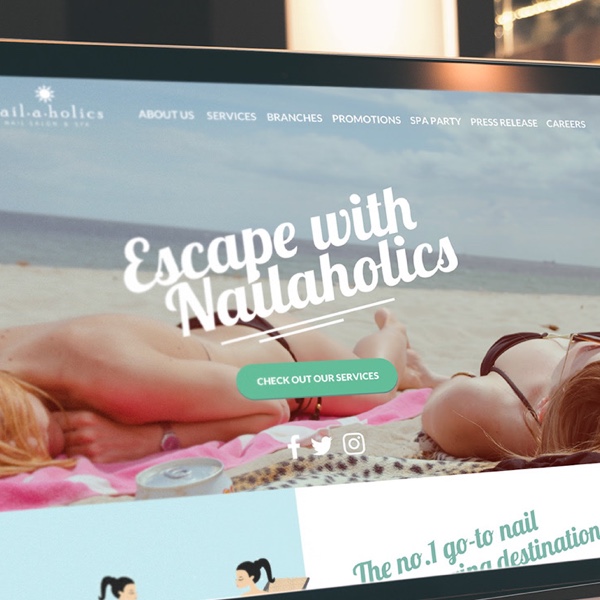 ail·a·holics
NAIL SALON & SPA
ABOUT US SERVICES BRANCHES PROMOTIONS SPA PARTY PRESS RELEASE CAREERS
Escape with
Nailaholics
CHECK OUT OUR SERVICES
The no.1 go-to nail
destination